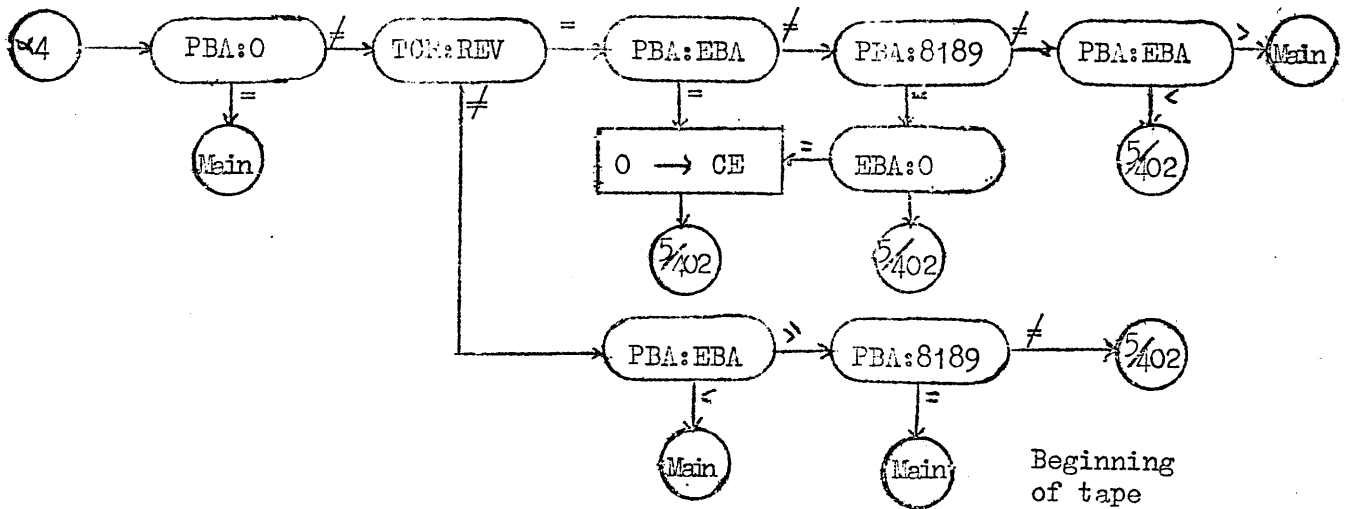 ∝4
PBA:0
≠
TCR:REV
=
PBA:EBA
≠
PBA:8189
≠
PBA:EBA
>
Main
=
≠
=
=
<
Main
0 → CE
=
EBA:0
5/402
5/402
5/402
PBA:EBA
≥
PBA:8189
≠
5/402
<
=
Main
Main
Beginning
of tape